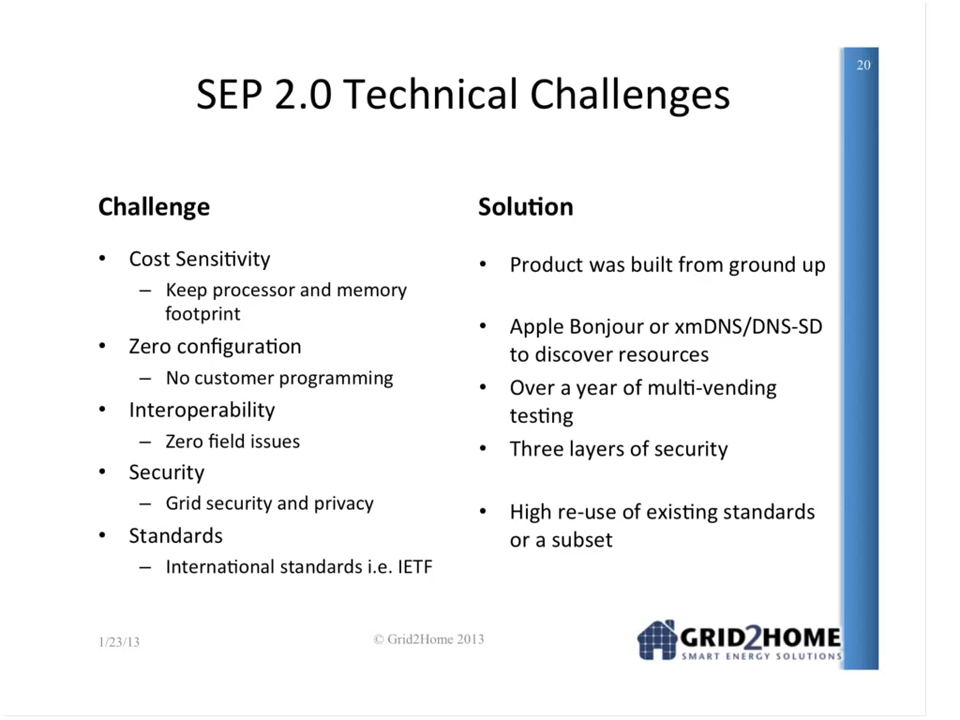 20
SEP 2.0 Technical Challenges
Challenge
• Cost Sensitivity
– Keep processor and memory
footprint
• Zero configuration
– No customer programming
• Interoperability
– Zero field issues
• Security
– Grid security and privacy
• Standards
– International standards i.e. IETF
Solution
• Product was built from ground up
• Apple Bonjour or xmDNS/DNS-SD
to discover resources
• Over a year of multi-vending
testing
• Three layers of security
• High re-use of existing standards
or a subset
1/23/13
© Grid2Home 2013
GRID2HOME
SMART ENERGY SOLUTIONS